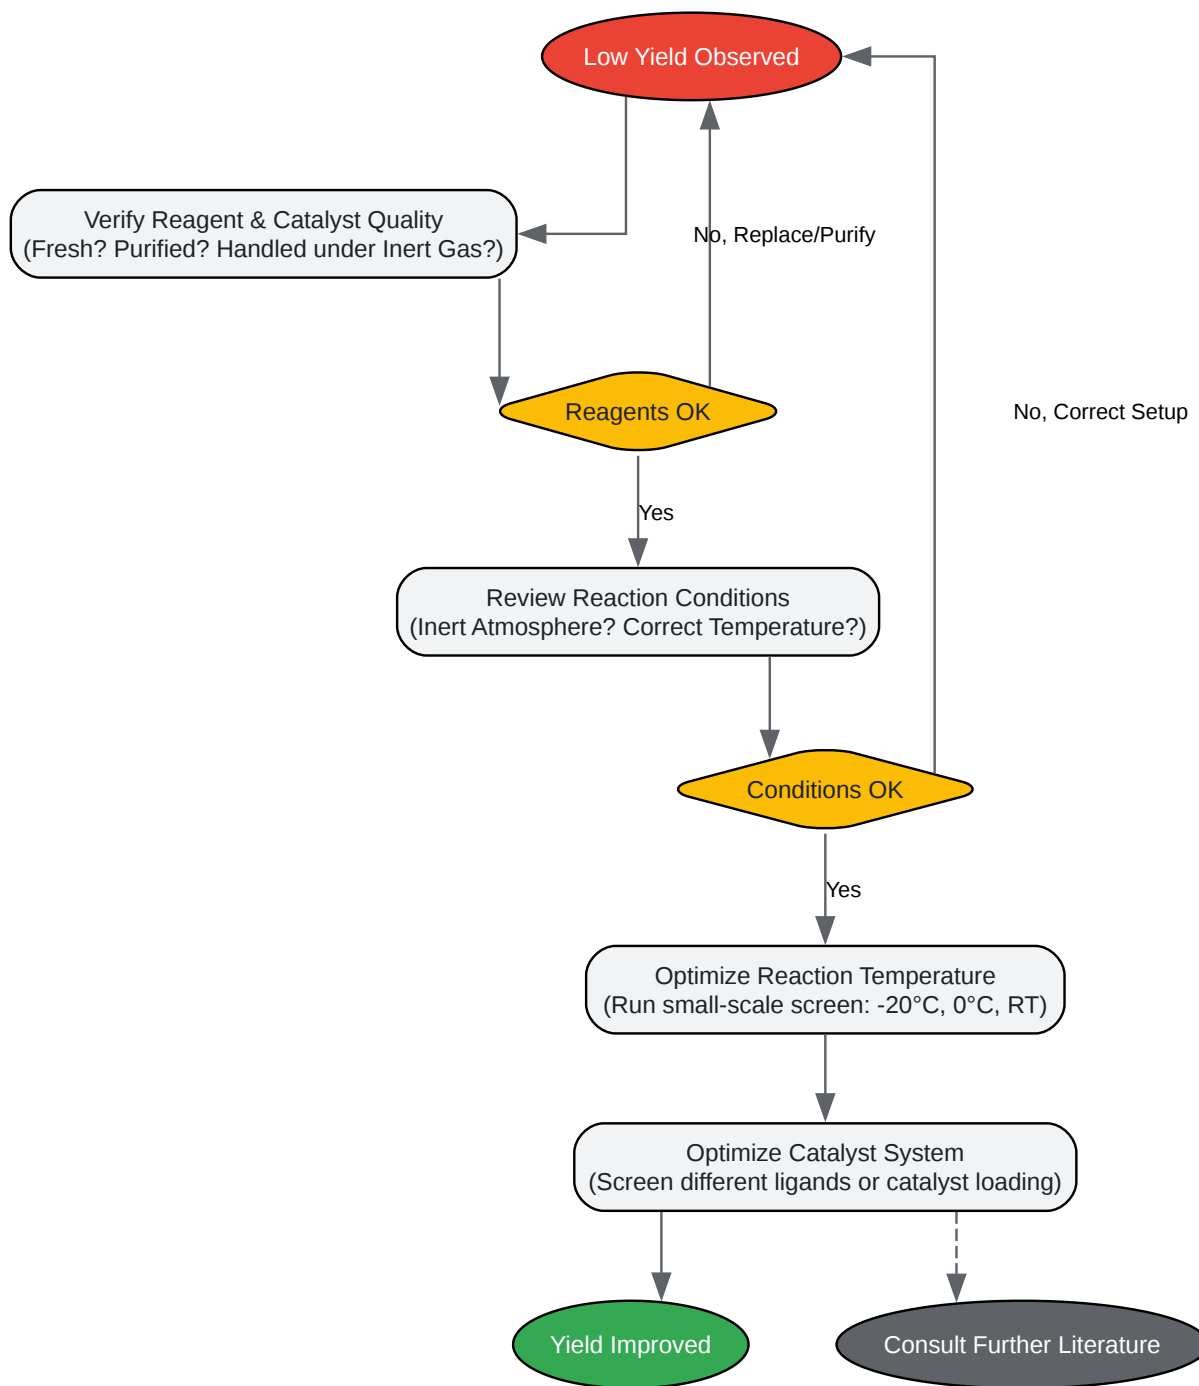 Low Yield Observed
Verify Reagent & Catalyst Quality
(Fresh? Purified? Handled under Inert Gas?)
No, Replace/Purify
Reagents OK
No, Correct Setup
Yes
Review Reaction Conditions
(Inert Atmosphere? Correct Temperature?)
Conditions OK
Yes
Optimize Reaction Temperature
(Run small-scale screen: -20°C, 0°C, RT)
Optimize Catalyst System
(Screen different ligands or catalyst loading)
Yield Improved
Consult Further Literature